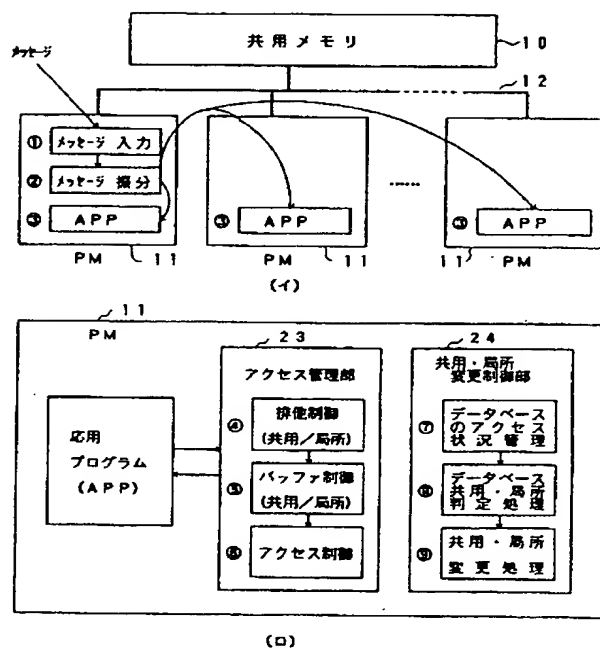 共用メモリ
10
メッセージ
12
① メッセージ 入力
② メッセージ 振分
③ APP
③ APP
……
③ APP
PM 11
PM 11
11 PM
(イ)
11
PM
23
24
アクセス管理部
共用・局所
変更制御部
応用
プログラム
(APP)
④ 排他制御
(共用/局所)
⑤ バッファ制御
(共用/局所)
⑥ アクセス制御
⑦ データベース
のアクセス
状況管理
⑧ データベース
共用・局所
判定処理
⑨ 共用・局所
変更処理
(ロ)